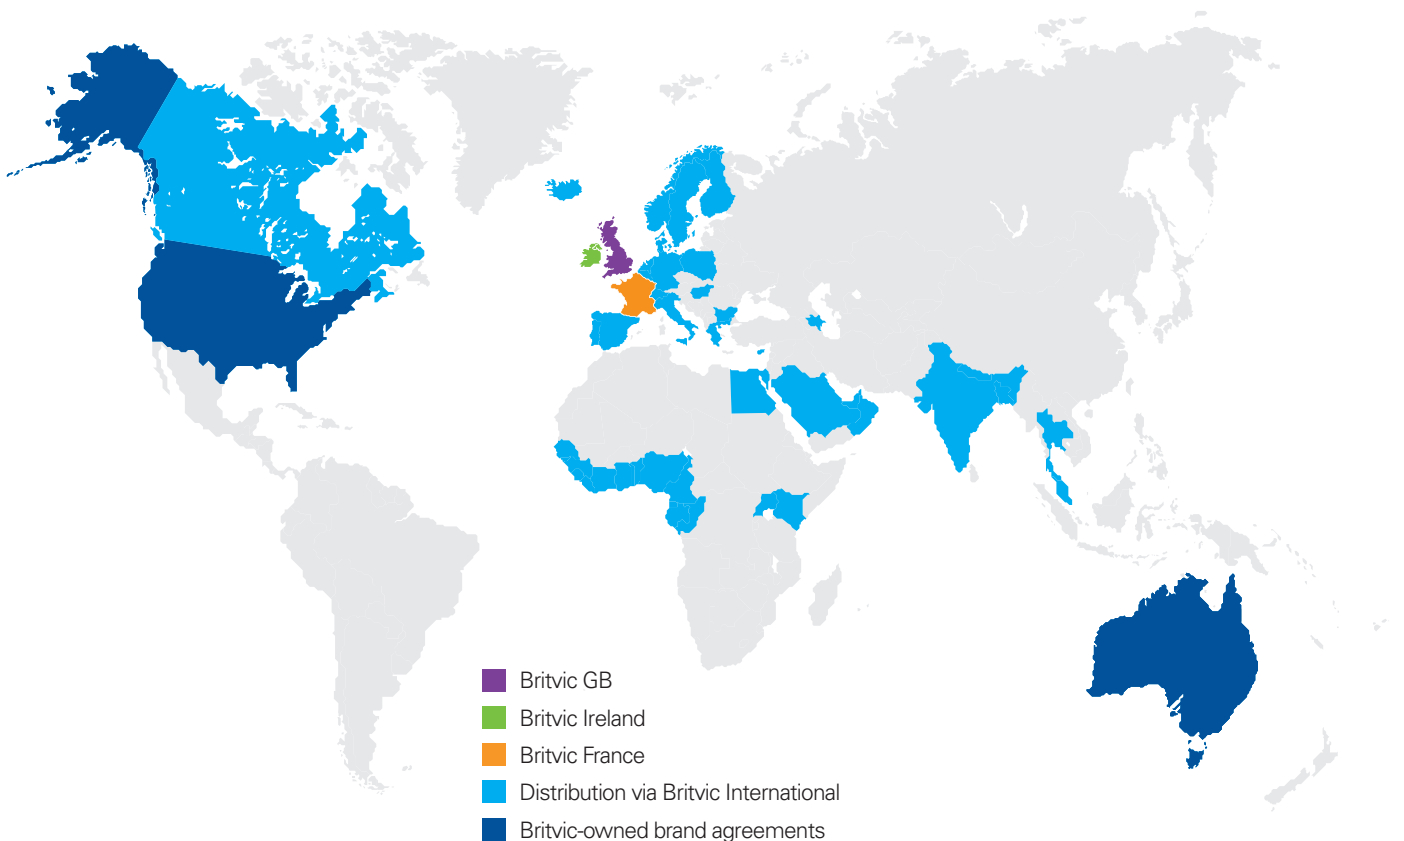 Britvic GB
Britvic Ireland
Britvic France
Distribution via Britvic International
Britvic-owned brand agreements